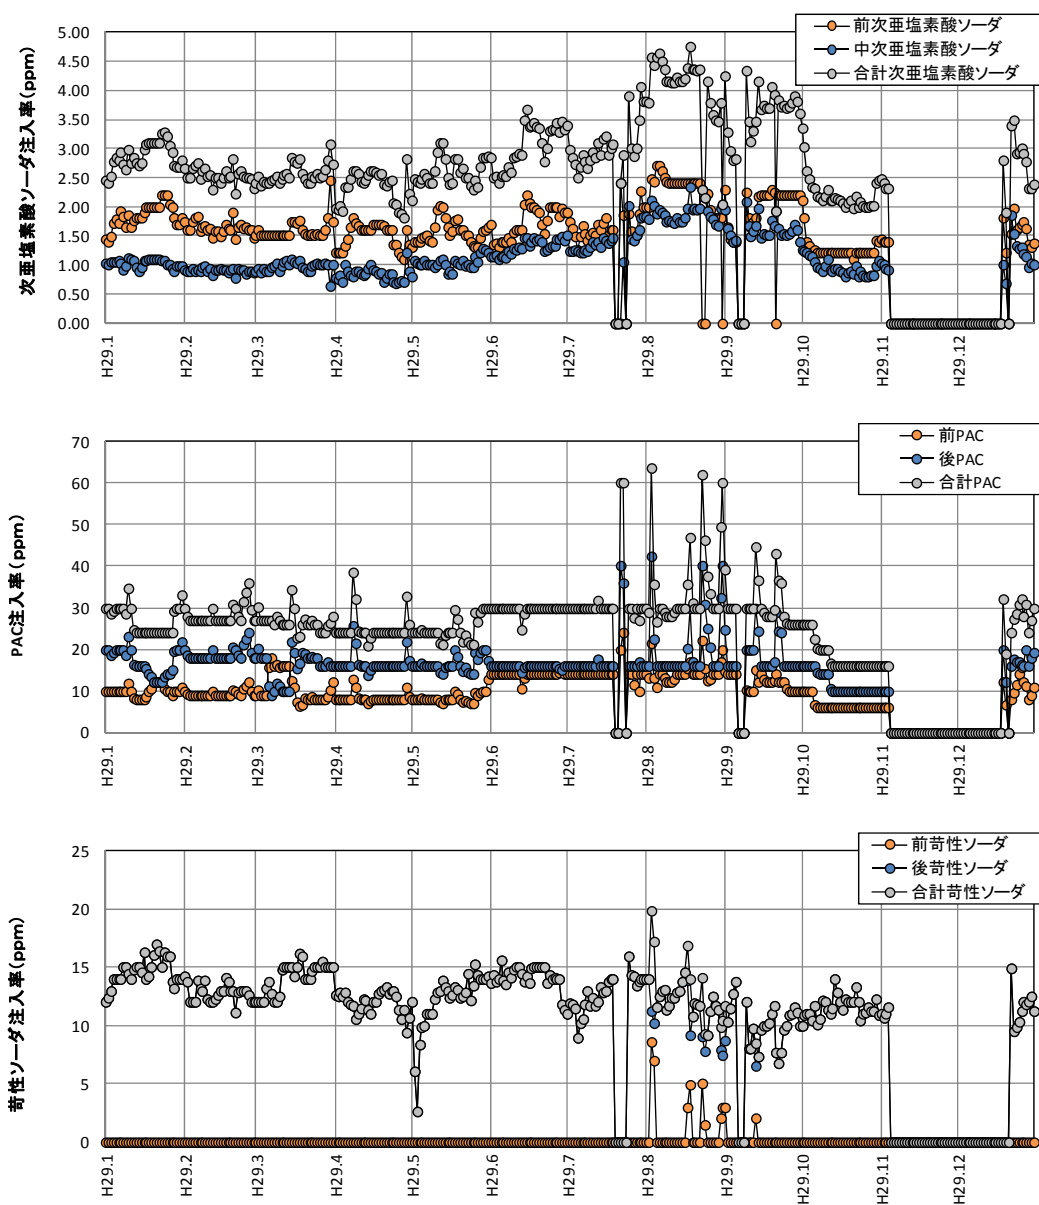 前次亜塩素酸ソーダ
中次亜塩素酸ソーダ
合計次亜塩素酸ソーダ
次亜塩素酸ソーダ注入率(ppm)
5.00
4.50
4.00
3.50
3.00
2.50
2.00
1.50
1.00
0.50
0.00
H29.1
H29.2
H29.3
H29.4
H29.5
H29.6
H29.7
H29.8
H29.9
H29.10
H29.11
H29.12
前PAC
後PAC
合計PAC
PAC注入率(ppm)
70
60
50
40
30
20
10
0
H29.1
H29.2
H29.3
H29.4
H29.5
H29.6
H29.7
H29.8
H29.9
H29.10
H29.11
H29.12
前苛性ソーダ
後苛性ソーダ
合計苛性ソーダ
苛性ソーダ注入率(ppm)
25
20
15
10
5
0
H29.1
H29.2
H29.3
H29.4
H29.5
H29.6
H29.7
H29.8
H29.9
H29.10
H29.11
H29.12